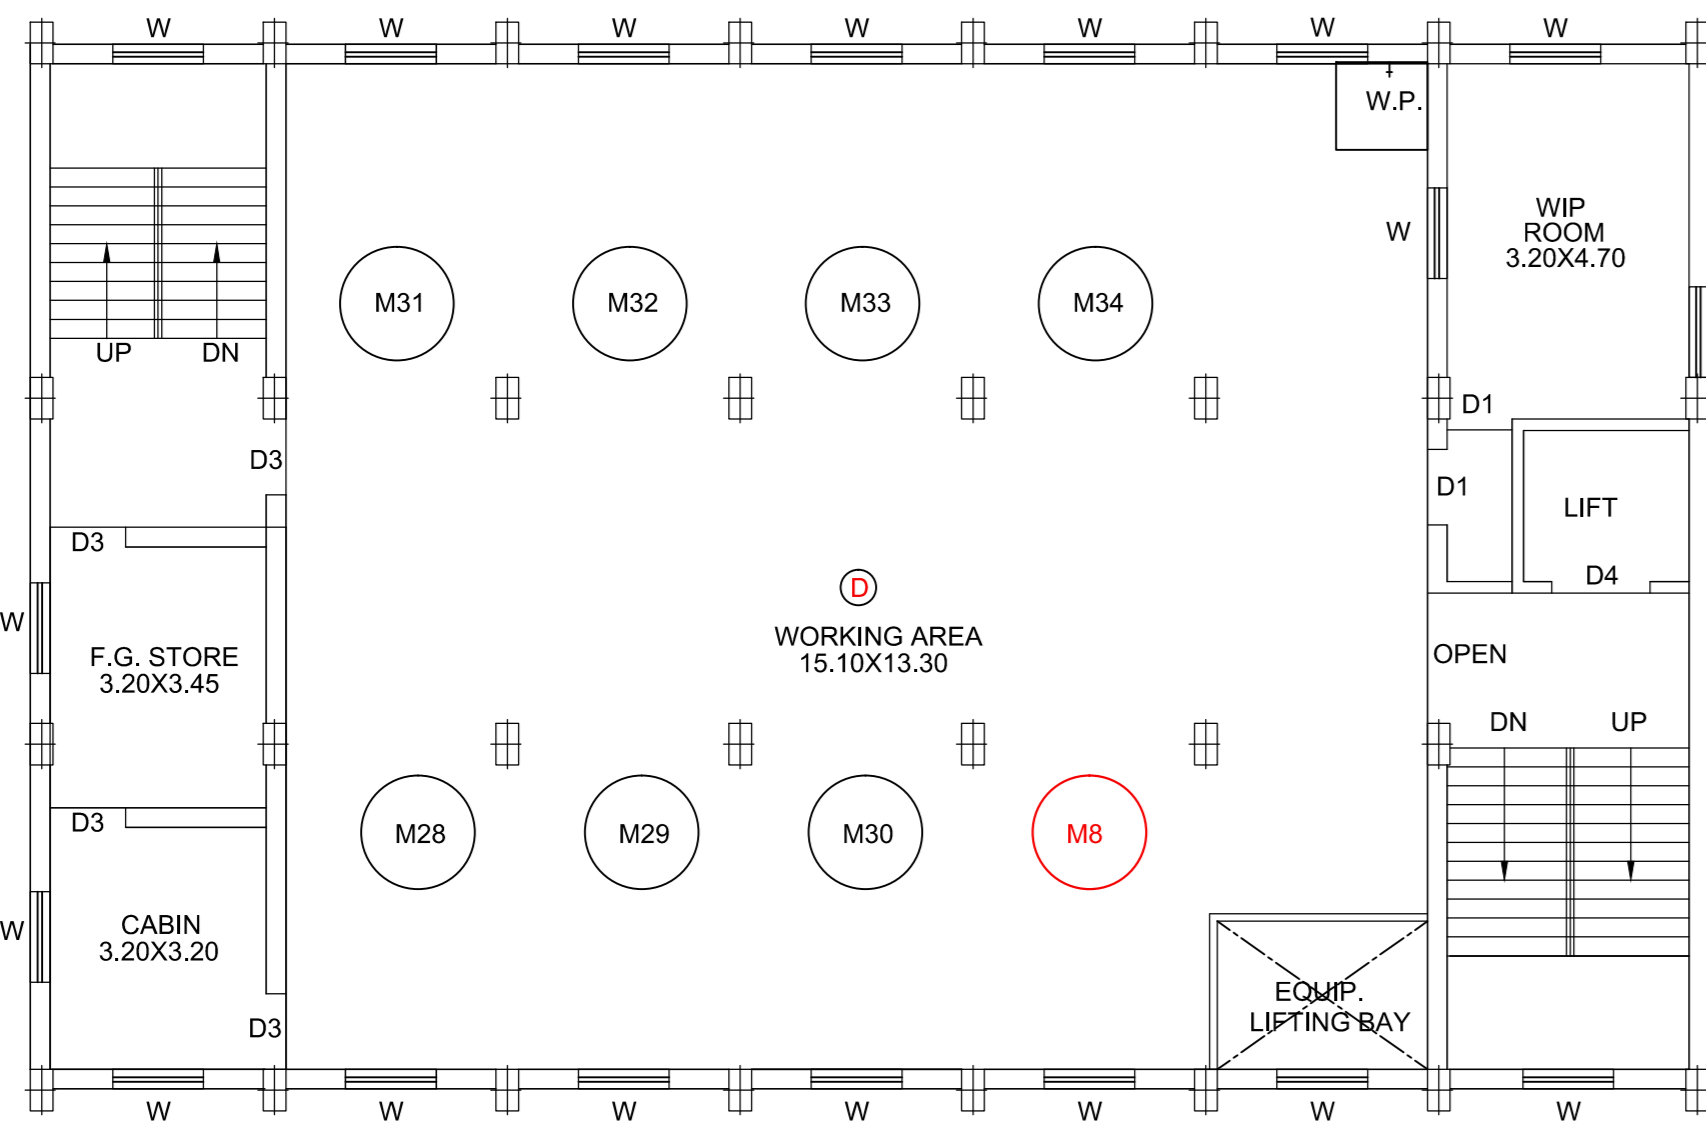 W W W W W W W
W.P.
WIP
ROOM
3.20X4.70
W
M31 M32 M33 M34
UP DN
D1
D3
D1
LIFT
D3
D4
D
W
WORKING AREA
15.10X13.30
F.G. STORE
3.20X3.45
OPEN
DN UP
D3
M28 M29 M30 M8
W
CABIN
3.20X3.20
EQUIP.
LIFTING BAY
D3
W W W W W W W